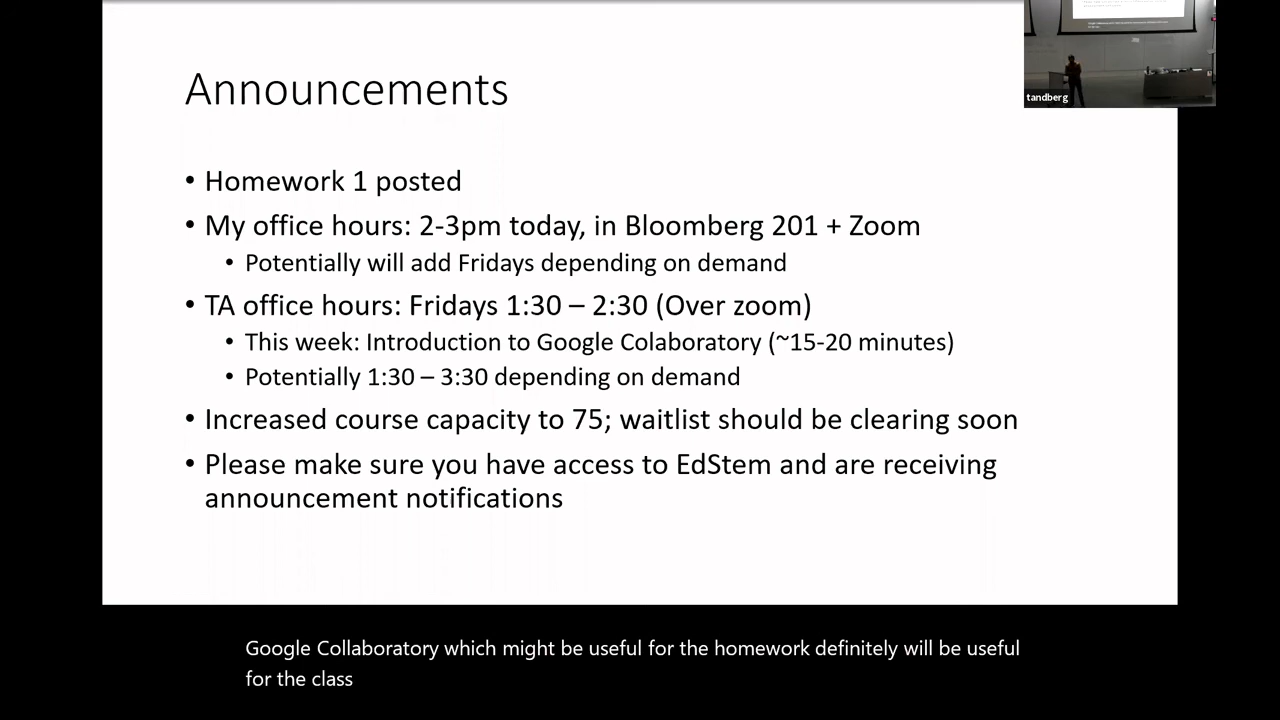 Announcements
• Homework 1 posted
• My office hours: 2-3pm today, in Bloomberg 201 + Zoom
• Potentially will add Fridays depending on demand
• TA office hours: Fridays 1:30 – 2:30 (Over zoom)
• This week: Introduction to Google Colaboratory (~15-20 minutes)
• Potentially 1:30 – 3:30 depending on demand
• Increased course capacity to 75; waitlist should be clearing soon
• Please make sure you have access to EdStem and are receiving
announcement notifications
tandberg
Google Collaboratory which might be useful for the homework definitely will be useful
for the class